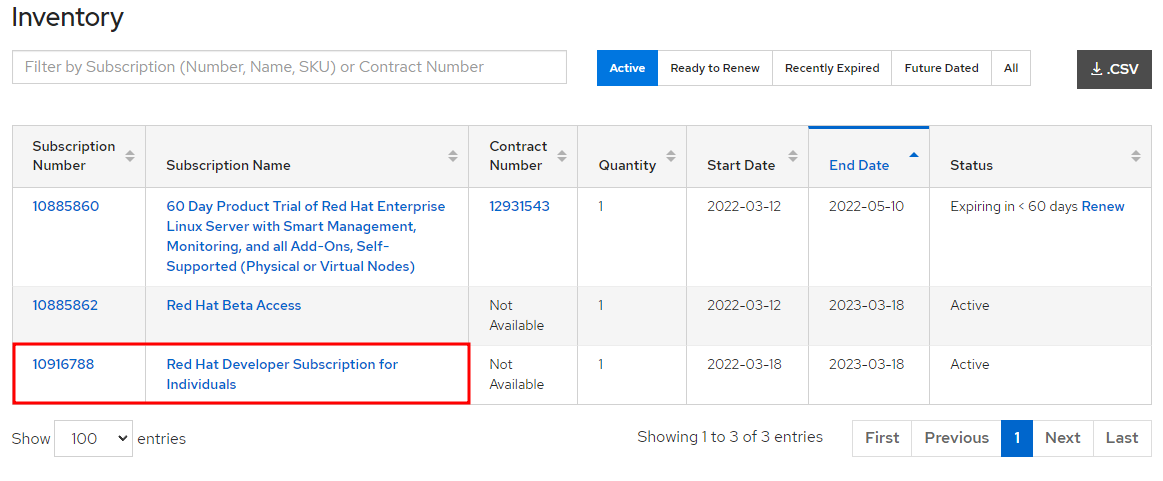 Inventory
Filter by Subscription (Number, Name, SKU) or Contract Number
Active
Ready to Renew
Recently Expired
Future Dated
All
.CSV
Subscription
Number
Subscription Name
Contract
Number
Quantity
Start Date
End Date
Status
10885860
60 Day Product Trial of Red Hat Enterprise
Linux Server with Smart Management,
Monitoring, and all Add-Ons, Self-
Supported (Physical or Virtual Nodes)
12931543
1
2022-03-12
2022-05-10
Expiring in < 60 days Renew
10885862
Red Hat Beta Access
Not
Available
1
2022-03-12
2023-03-18
Active
10916788
Red Hat Developer Subscription for
Individuals
Not
Available
1
2022-03-18
2023-03-18
Active
Show 100 entries
Showing 1 to 3 of 3 entries
First
Previous
1
Next
Last